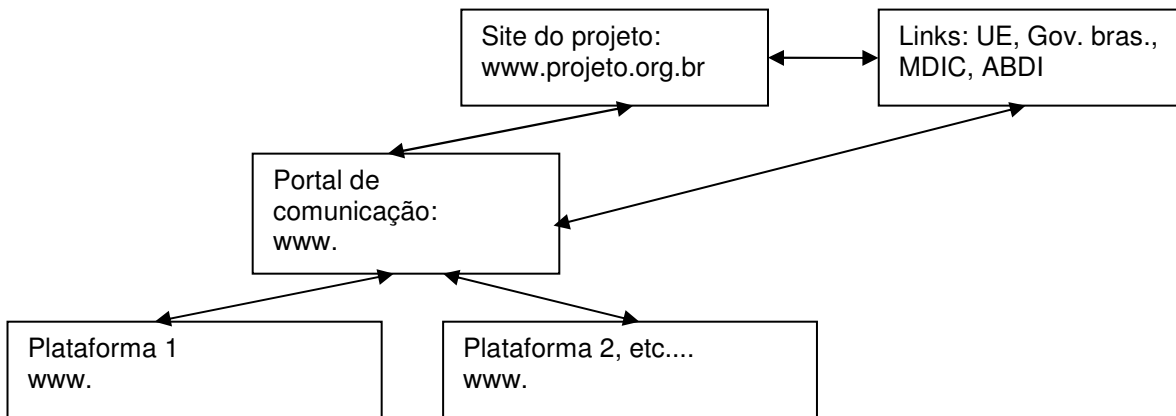 Site do projeto:
www.projeto.org.br
Links: UE, Gov. bras.,
MDIC, ABDI
Portal de
comunicação:
www.
Plataforma 1
www.
Plataforma 2, etc....
www.